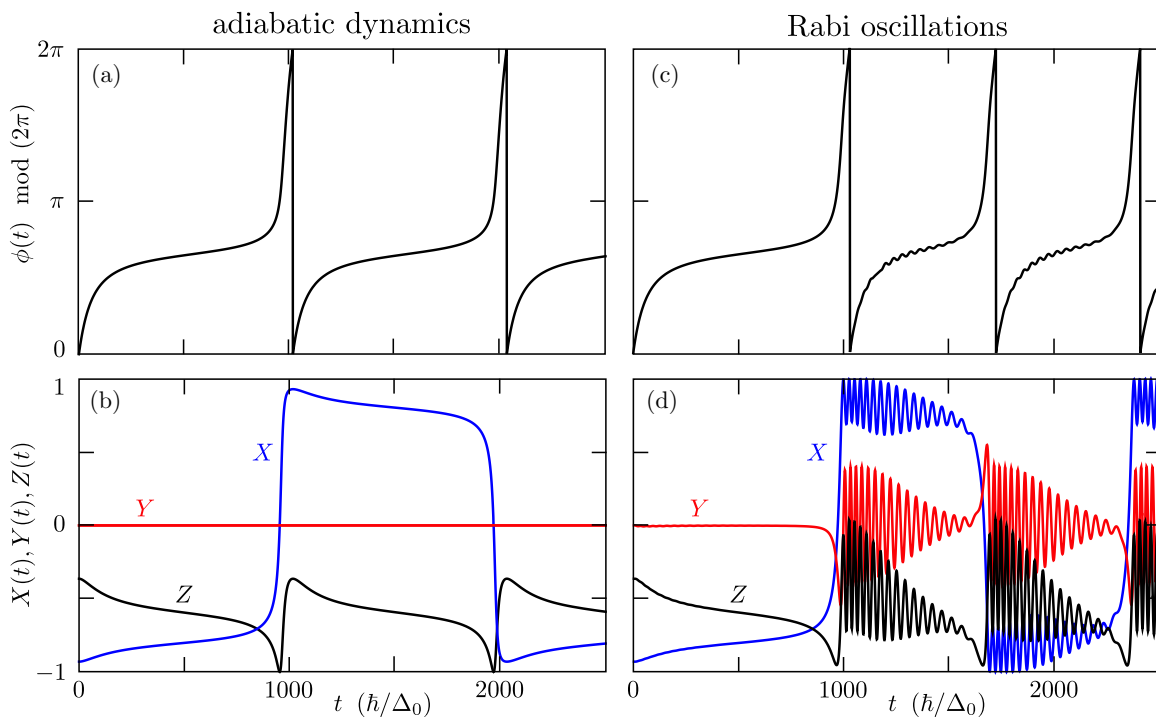 adiabatic dynamics
Rabi oscillations
2π
(a)
(c)
π
0
ϕ(t) mod (2π)
1
(b)
(d)
X
X
Y
Y
0
Z
Z
−1
X(t), Y(t), Z(t)
0 1000 2000
0 1000 2000
t (ℏ/Δ₀)
t (ℏ/Δ₀)